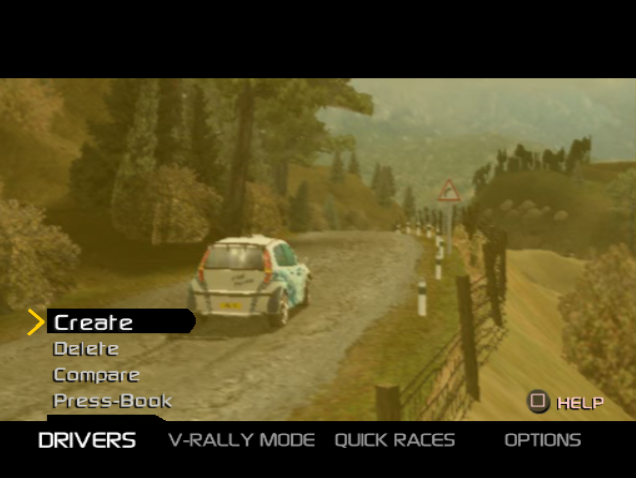 Create
Delete
Compare
Press-Book
HELP
DRIVERS V-RALLY MODE QUICK RACES OPTIONS